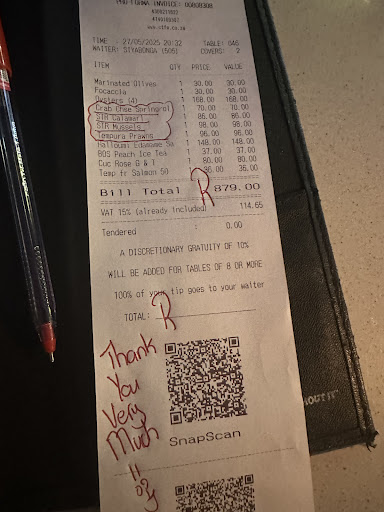 PRO-FORMA INVOICE: 00808308
TIME : 27/05/2025 20:32 TABLE: 046
WAITER: SIYABONGA (505) COVERS: 2
ITEM QTY PRICE VALUE
Marinated Olives 1 30.00 30.00
Focaccia 1 30.00 30.00
Oysters (4) 1 168.00 168.00
Crab Chse Springrol 1 70.00 70.00
STR Calamari 1 86.00 86.00
STR Mussels 1 98.00 98.00
Tempura Prawns 1 96.00 96.00
Halloumi Edamame Sa 1 148.00 148.00
BOS Peach Ice Tea 1 37.00 37.00
Cuc Rose G & T 1 80.00 80.00
Temp fr Salmon 50 36.00 36.00
Bill Total R 879.00
VAT 15% (already included) 114.65
Tendered : 0.00
A DISCRETIONARY GRATUITY OF 10%
WILL BE ADDED FOR TABLES OF 8 OR MORE
100% of your tip goes to your waiter
TOTAL: R
Thank
You
Very
Much
!!
SnapScan